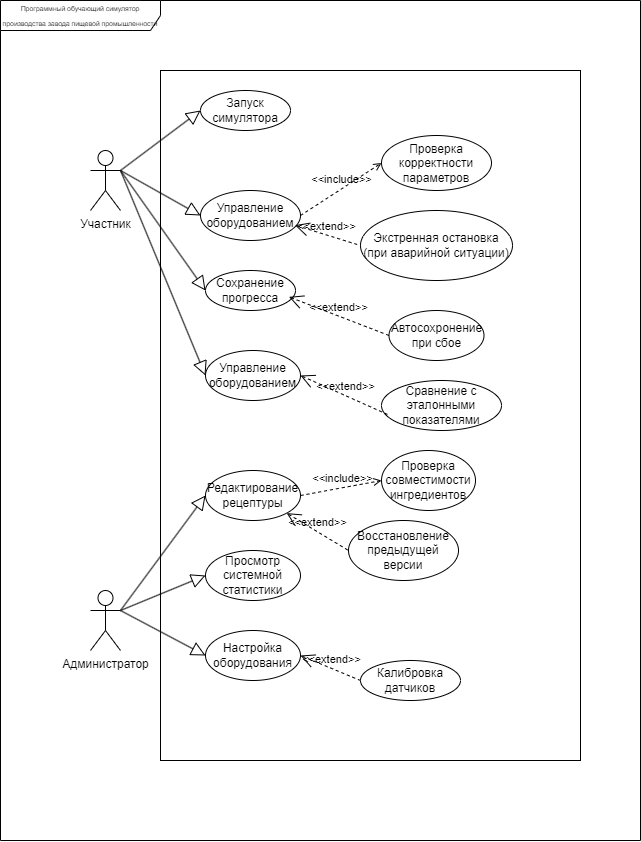 Программный обучающий симулятор
производства завода пищевой промышленности
Запуск
симулятора
Проверка
корректности
параметров
<<include>>
Участник
Управление
оборудованием
<<extend>>
Экстренная остановка
(при аварийной ситуации)
Сохранение
прогресса
<<extend>>
Автосохронение
при сбое
Управление
оборудованием
<<extend>>
Сравнение с
эталонными
показателями
Редактирование
рецептуры
<<include>>
Проверка
совместимости
ингредиентов
<<extend>>
Восстановление
предыдущей
версии
Просмотр
системной
статистики
Администратор
Настройка
оборудования
<<extend>>
Калибровка
датчиков